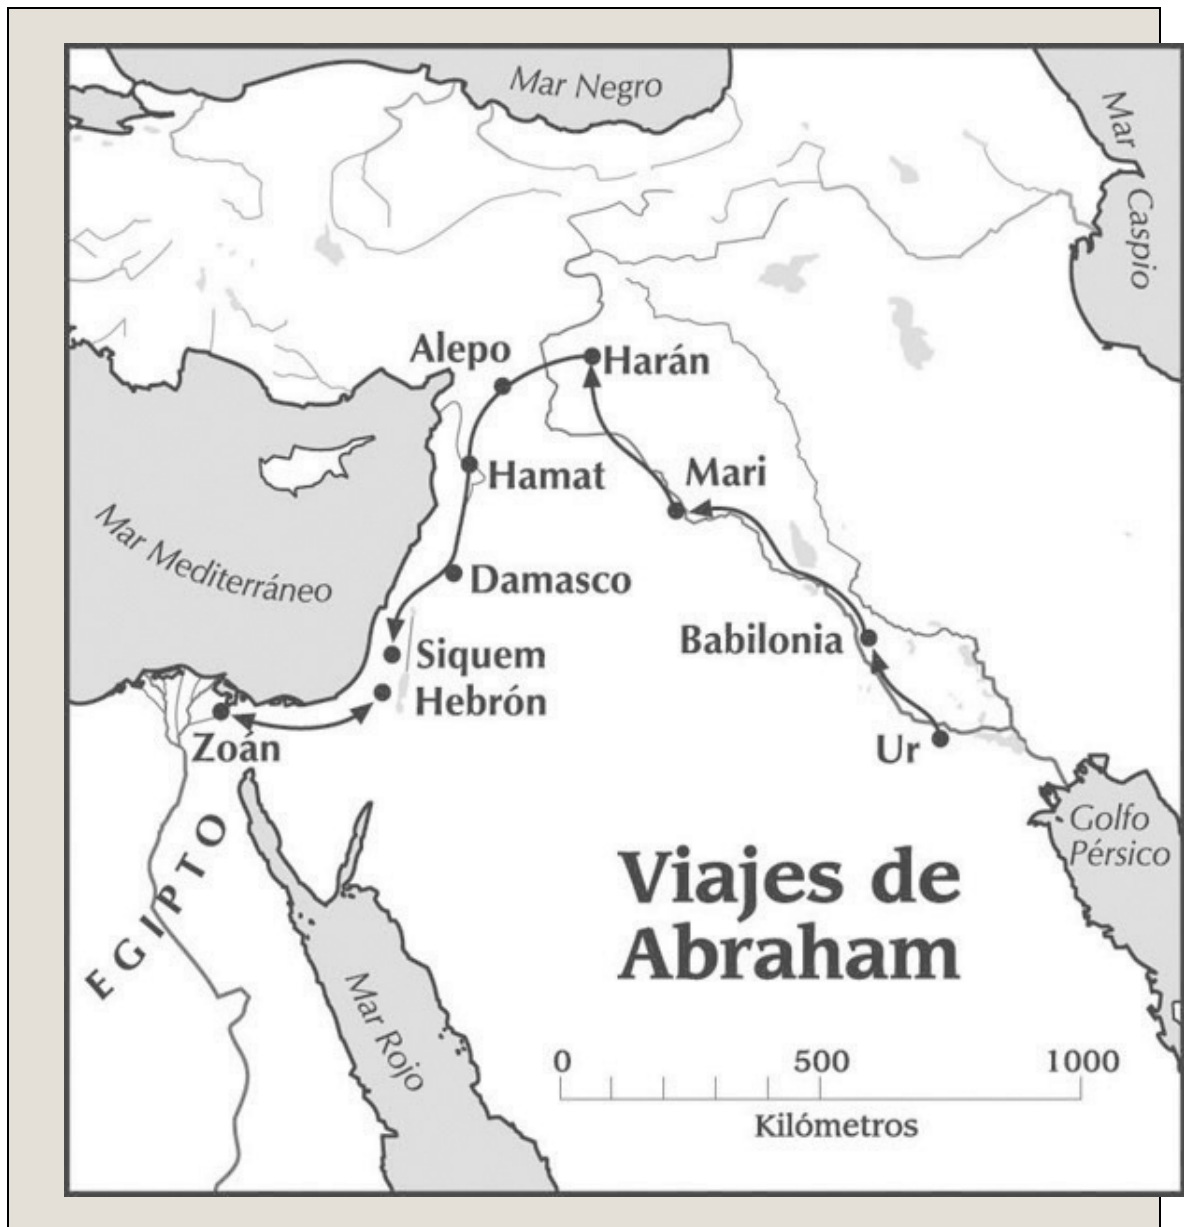 Mar Negro
Mar Caspio
Alepo
Harán
Hamat
Mari
Mar Mediterráneo
Damasco
Babilonia
Siquem
Hebrón
Zoán
Ur
EGIPTO
Golfo
Pérsico
Viajes de
Abraham
Mar Rojo
0 500 1000
Kilómetros